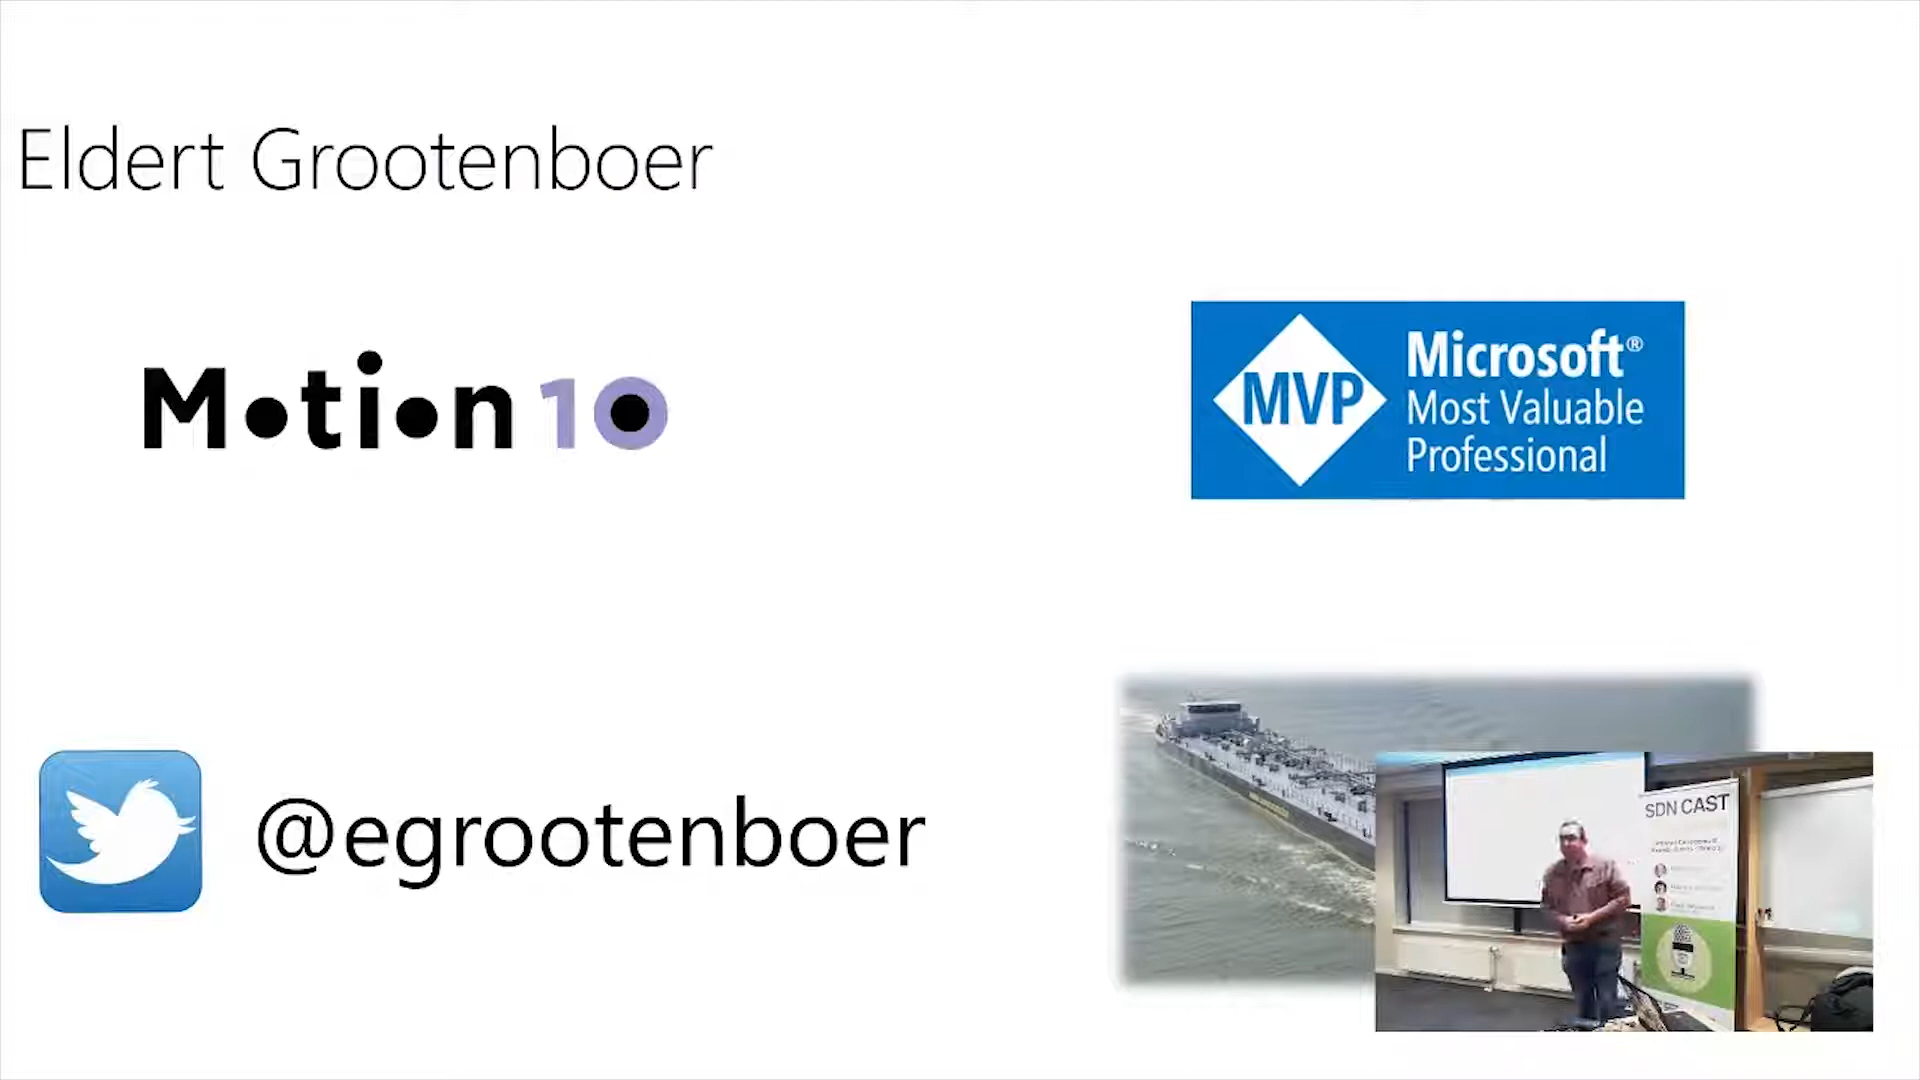 Eldert Grootenboer
Motion10
MVP
Microsoft®
Most Valuable
Professional
@egrootenboer
SDN CAST